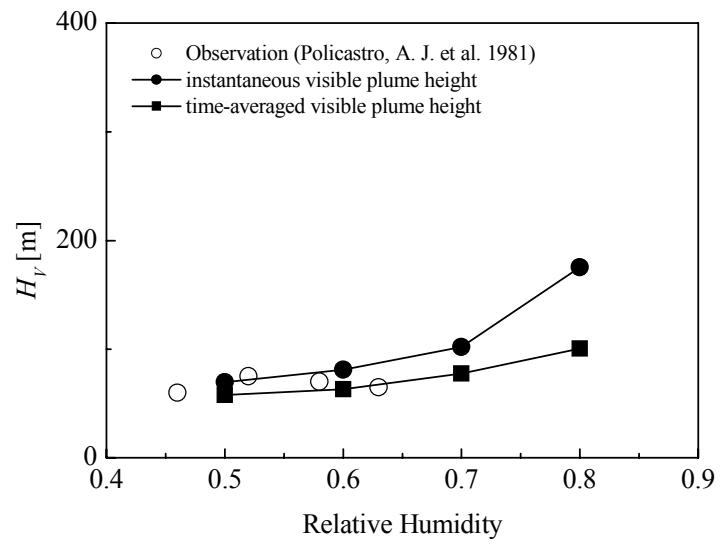 400
Observation (Policastro, A. J. et al. 1981)
instantaneous visible plume height
time-averaged visible plume height
H_V [m]
200
0
0.4 0.5 0.6 0.7 0.8 0.9
Relative Humidity